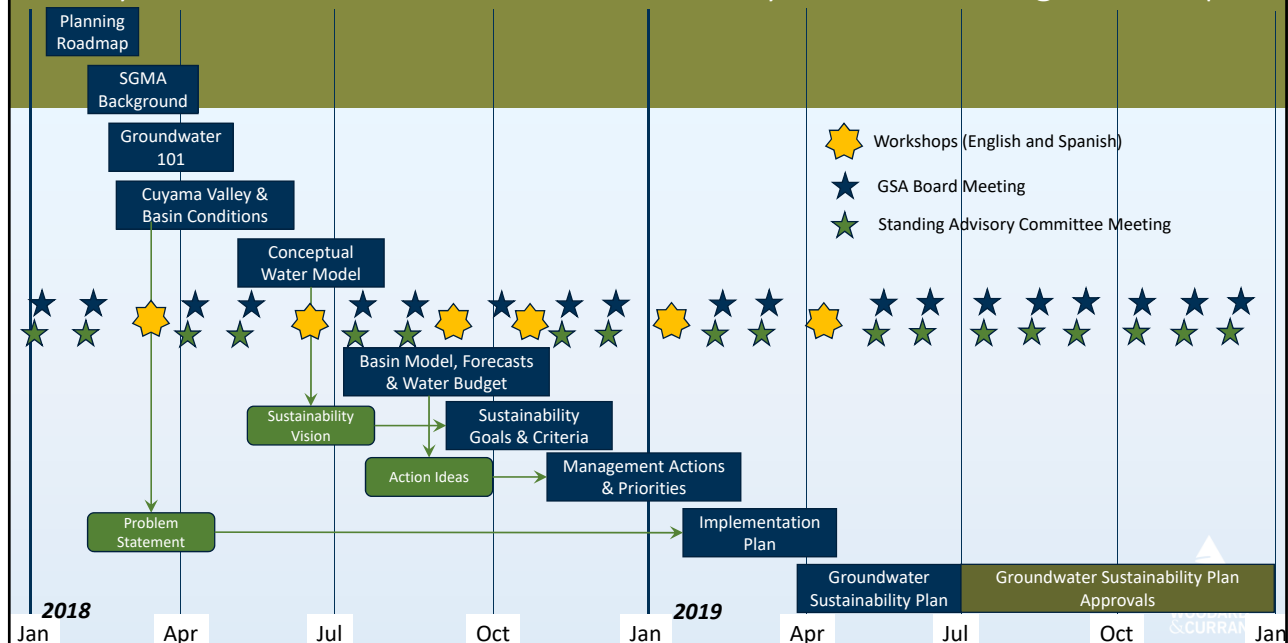 Planning
Roadmap
SGMA
Background
Groundwater
101
Cuyama Valley &
Basin Conditions
Conceptual
Water Model
Workshops (English and Spanish)
GSA Board Meeting
Standing Advisory Committee Meeting
Basin Model, Forecasts
& Water Budget
Sustainability
Vision
Sustainability
Goals & Criteria
Action Ideas
Management Actions
& Priorities
Problem
Statement
Implementation
Plan
Groundwater
Sustainability Plan
Groundwater Sustainability Plan
Approvals
2018
2019
Jan
Apr
Jul
Oct
Jan
Apr
Jul
Oct
Jan
& CURRAN